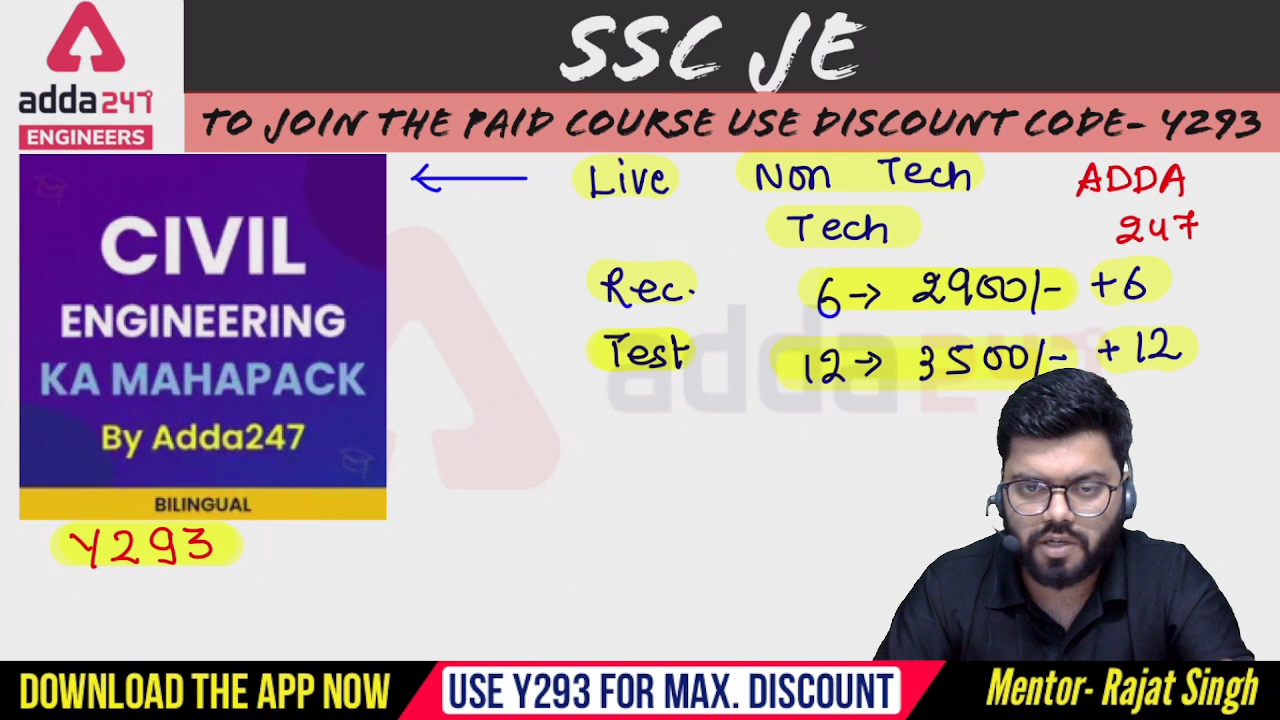 SSC JE
adda247
ENGINEERS
TO JOIN THE PAID COURSE USE DISCOUNT CODE- Y293
CIVIL
ENGINEERING
KA MAHAPACK
By Adda247
BILINGUAL
Y293
Live Non Tech ADDA
Tech 247
Rec. 6→ 2900/- +6
Test 12→ 3500/- +12
adda247
DOWNLOAD THE APP NOW
USE Y293 FOR MAX. DISCOUNT
Mentor- Rajat Singh